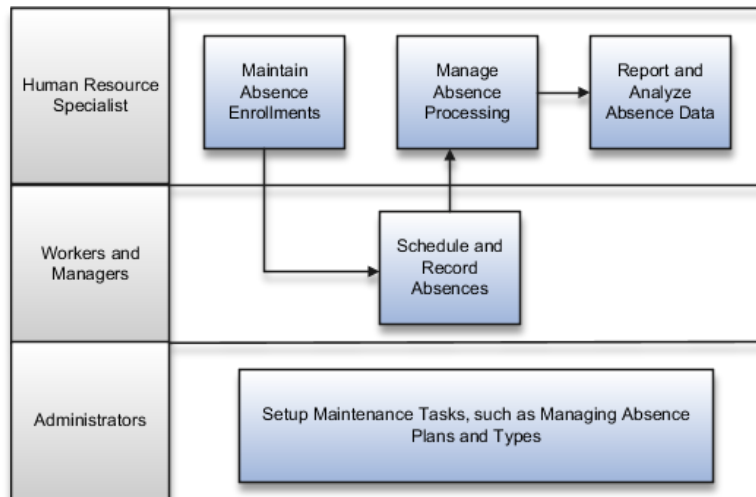 Human Resource
Specialist
Maintain
Absence
Enrollments
Manage
Absence
Processing
Report and
Analyze
Absence Data
Workers and
Managers
Schedule and
Record
Absences
Administrators
Setup Maintenance Tasks, such as Managing Absence
Plans and Types